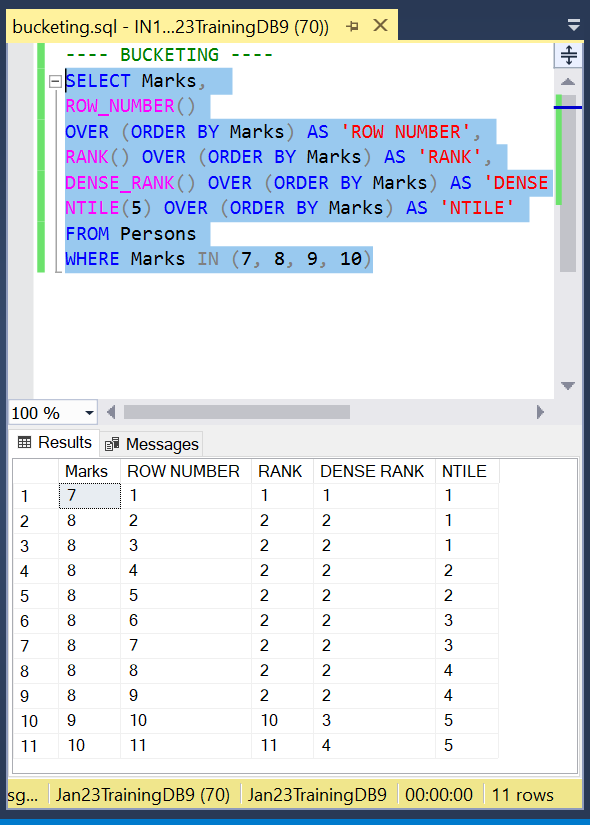 bucketing.sql - IN1...23TrainingDB9 (70))
---- BUCKETING ----
SELECT Marks,
ROW_NUMBER()
OVER (ORDER BY Marks) AS 'ROW NUMBER',
RANK() OVER (ORDER BY Marks) AS 'RANK',
DENSE_RANK() OVER (ORDER BY Marks) AS 'DENSE
NTILE(5) OVER (ORDER BY Marks) AS 'NTILE'
FROM Persons
WHERE Marks IN (7, 8, 9, 10)
100 %
Results Messages
Marks ROW NUMBER RANK DENSE RANK NTILE
1 7 1 1 1 1
2 8 2 2 2 1
3 8 3 2 2 1
4 8 4 2 2 2
5 8 5 2 2 2
6 8 6 2 2 3
7 8 7 2 2 3
8 8 8 2 2 4
9 8 9 2 2 4
10 9 10 10 3 5
11 10 11 11 4 5
sg... Jan23TrainingDB9 (70) Jan23TrainingDB9 00:00:00 11 rows